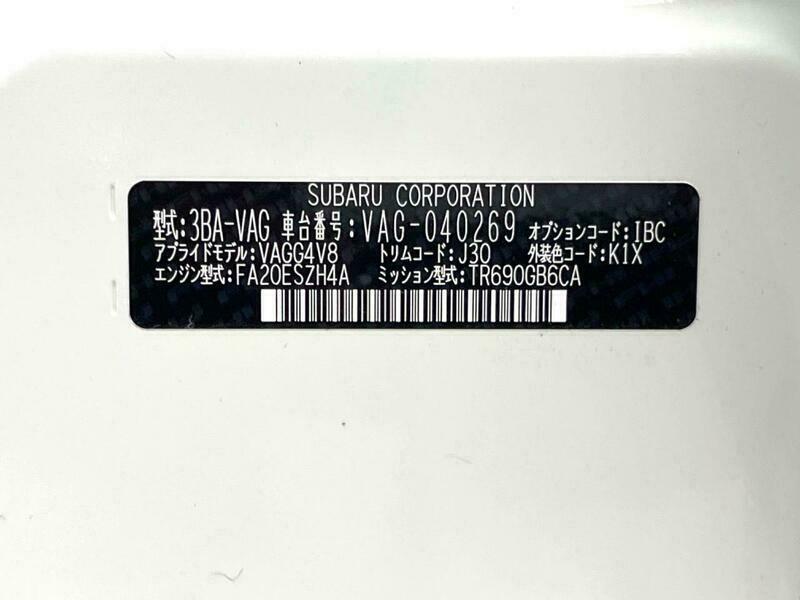 SUBARU CORPORATION
型式:3BA-VAG 車台番号:VAG-040269 オプションコード:IBC
アプライドモデル:VAGG4V8 トリムコード:J30 外装色コード:K1X
エンジン型式:FA20ESZH4A ミッション型式:TR690GB6CA